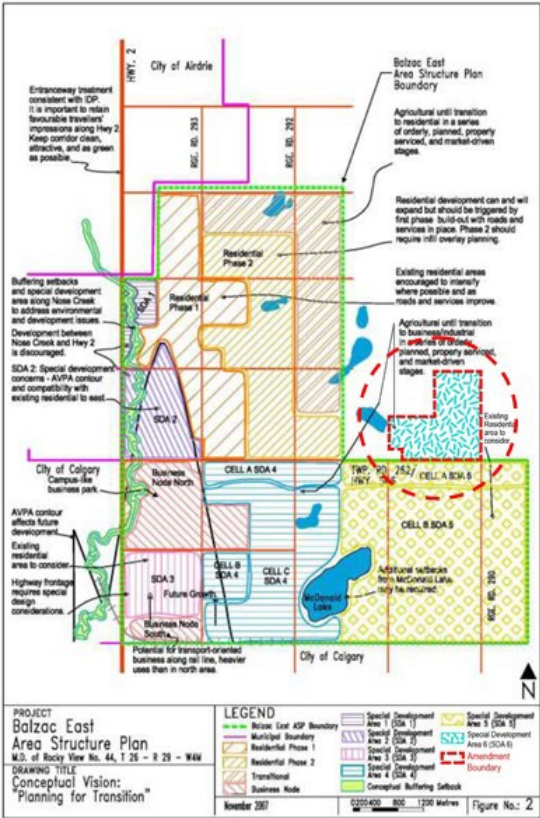 HWY. 2
City of Airdrie
Entranceway treatment
consistent with IDP.
It is important to retain
favourable travellers'
impressions along Hwy 2
Keep corridor clean,
attractive, and as green
as possible.
RGE. RD. 293
RGE. RD. 292
Balzac East
Area Structure Plan
Boundary
Agricultural until transition
to residential in a series
of orderly, planned, properly
serviced, and market-driven
stages.
Residential development can and will
expand but should be triggered by
first phase build-out with roads and
services in place. Phase 2 should
require infill overlay planning.
Residential
Phase 2
Existing residential areas
encouraged to intensify
where possible and as
roads and services improve.
Buffering setbacks
and special development
area along Nose Creek
to address environmental
and development issues.
SDA 1
Residential
Phase 1
Agricultural until transition
to business/industrial
in a series of orderly,
planned, properly serviced,
and market-driven
stages.
Development between
Nose Creek and Hwy 2
is discouraged.
SDA 2: Special development
concerns - AVPA contour
and compatibility with
existing residential to east.
SDA 2
Existing
Residential
area to
consider.
City of Calgary
Campus-like
business park
Business
Node North
CELL A SDA 4
TWP. RD. 262/
HWY.
CELL A SDA 5
AVPA contour
affects future
development.
CELL B SDA 5
Existing
residential
area to consider.
Highway frontage
requires special
design
considerations.
SDA 3
CELL B
SDA 4
CELL C
SDA 4
Future Growth
Additional setbacks
from McDonald Lake
may be required.
McDonald
Lake
RGE. RD. 290
Business Node
South
Potential for transport-oriented
business along rail line, heavier
uses than in north area.
City of Calgary
N
PROJECT
Balzac East
Area Structure Plan
M.D. of Rocky View No. 44, T 26 - R 29 - W4M
DRAWING TITLE
Conceptual Vision:
"Planning for Transition"
LEGEND
Balzac East ASP Boundary
Municipal Boundary
Residential Phase 1
Residential Phase 2
Transitional
Business Node
Special Development
Area 1 (SDA 1)
Special Development
Area 2 (SDA 2)
Special Development
Area 3 (SDA 3)
Special Development
Area 4 (SDA 4)
Conceptual Buffering Setback
Special Development
Area 5 (SDA 5)
Special Development
Area 6 (SDA 6)
Amendment
Boundary
November 2007
0 200 400 800 1200 Metres
Figure No.: 2